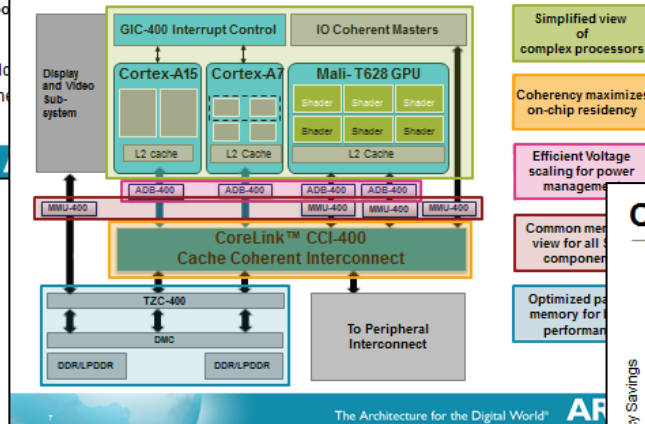 GIC-400 Interrupt Control
IO Coherent Masters
Display
and Video
Sub-
system
Cortex-A15
Cortex-A7
Mali- T628 GPU
Shader
Shader
Shader
Shader
Shader
Shader
L2 cache
L2 Cache
L2 Cache
ADB-400
ADB-400
ADB-400
ADB-400
MMU-400
MMU-400
MMU-400
MMU-400
CoreLink™ CCI-400
Cache Coherent Interconnect
TZC-400
DMC
DDR/LPDDR
DDR/LPDDR
To Peripheral
Interconnect
Simplified view
of
complex processors
Coherency maximizes
on-chip residency
Efficient Voltage
scaling for power
Common
view for all
Optimized
memory for
7
The Architecture for the Digital World®
Savings